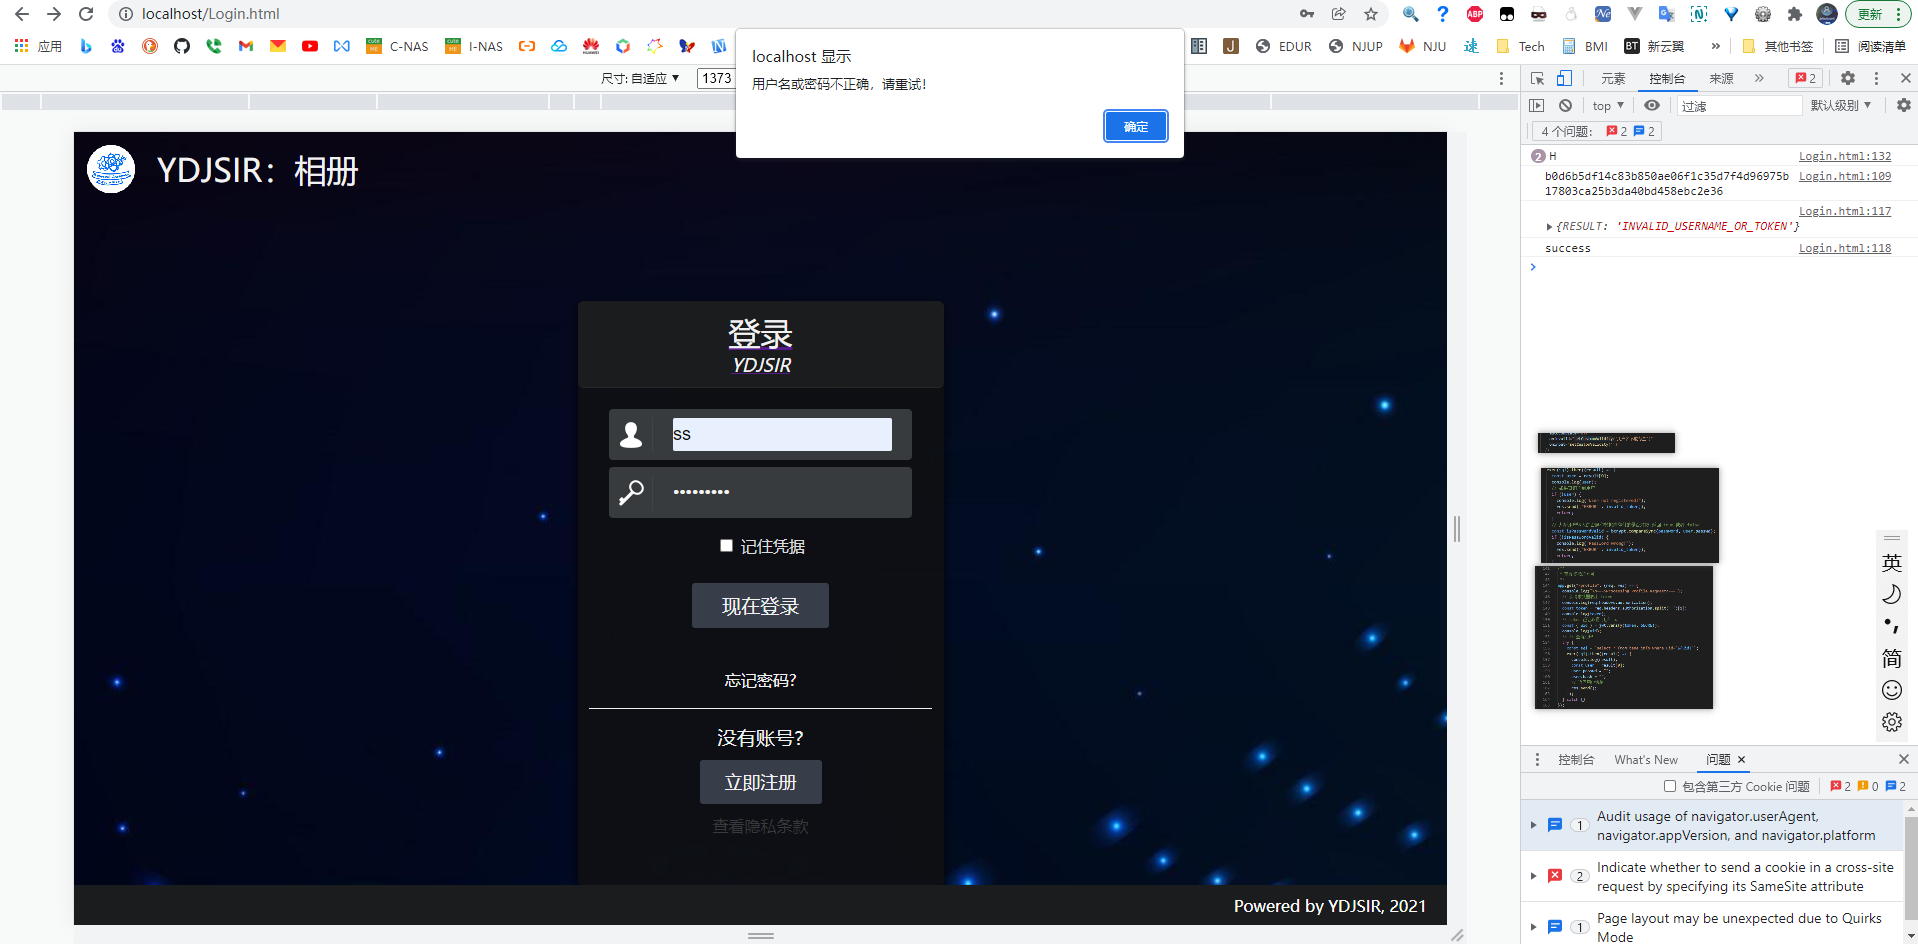 localhost/Login.html
更新
应用
C-NAS
I-NAS
EDUR
NJUP
NJU
Tech
BMI
新云翼
»
其他书签
阅读清单
localhost 显示
用户名或密码不正确，请重试！
确定
尺寸: 自适应 ▼
1373
元素
控制台
来源
»
2
top ▼
过滤
默认级别 ▼
4 个问题:
2
2
2 H
Login.html:132
b0d6b5df14c83b850ae06f1c35d7f4d96975b
17803ca25b3da40bd458ebc2e36
Login.html:109
Login.html:117
{RESULT: 'INVALID_USERNAME_OR_TOKEN'}
success
Login.html:118
YDJSIR：相册
登录
YDJSIR
ss
•••••••••
记住凭据
现在登录
忘记密码？
没有账号？
立即注册
查看隐私条款
Powered by YDJSIR, 2021
英
简
控制台
What's New
问题
包含第三方 Cookie 问题
2
0
2
1
Audit usage of navigator.userAgent,
navigator.appVersion, and navigator.platform
2
Indicate whether to send a cookie in a cross-site
request by specifying its SameSite attribute
1
Page layout may be unexpected due to Quirks
Mode